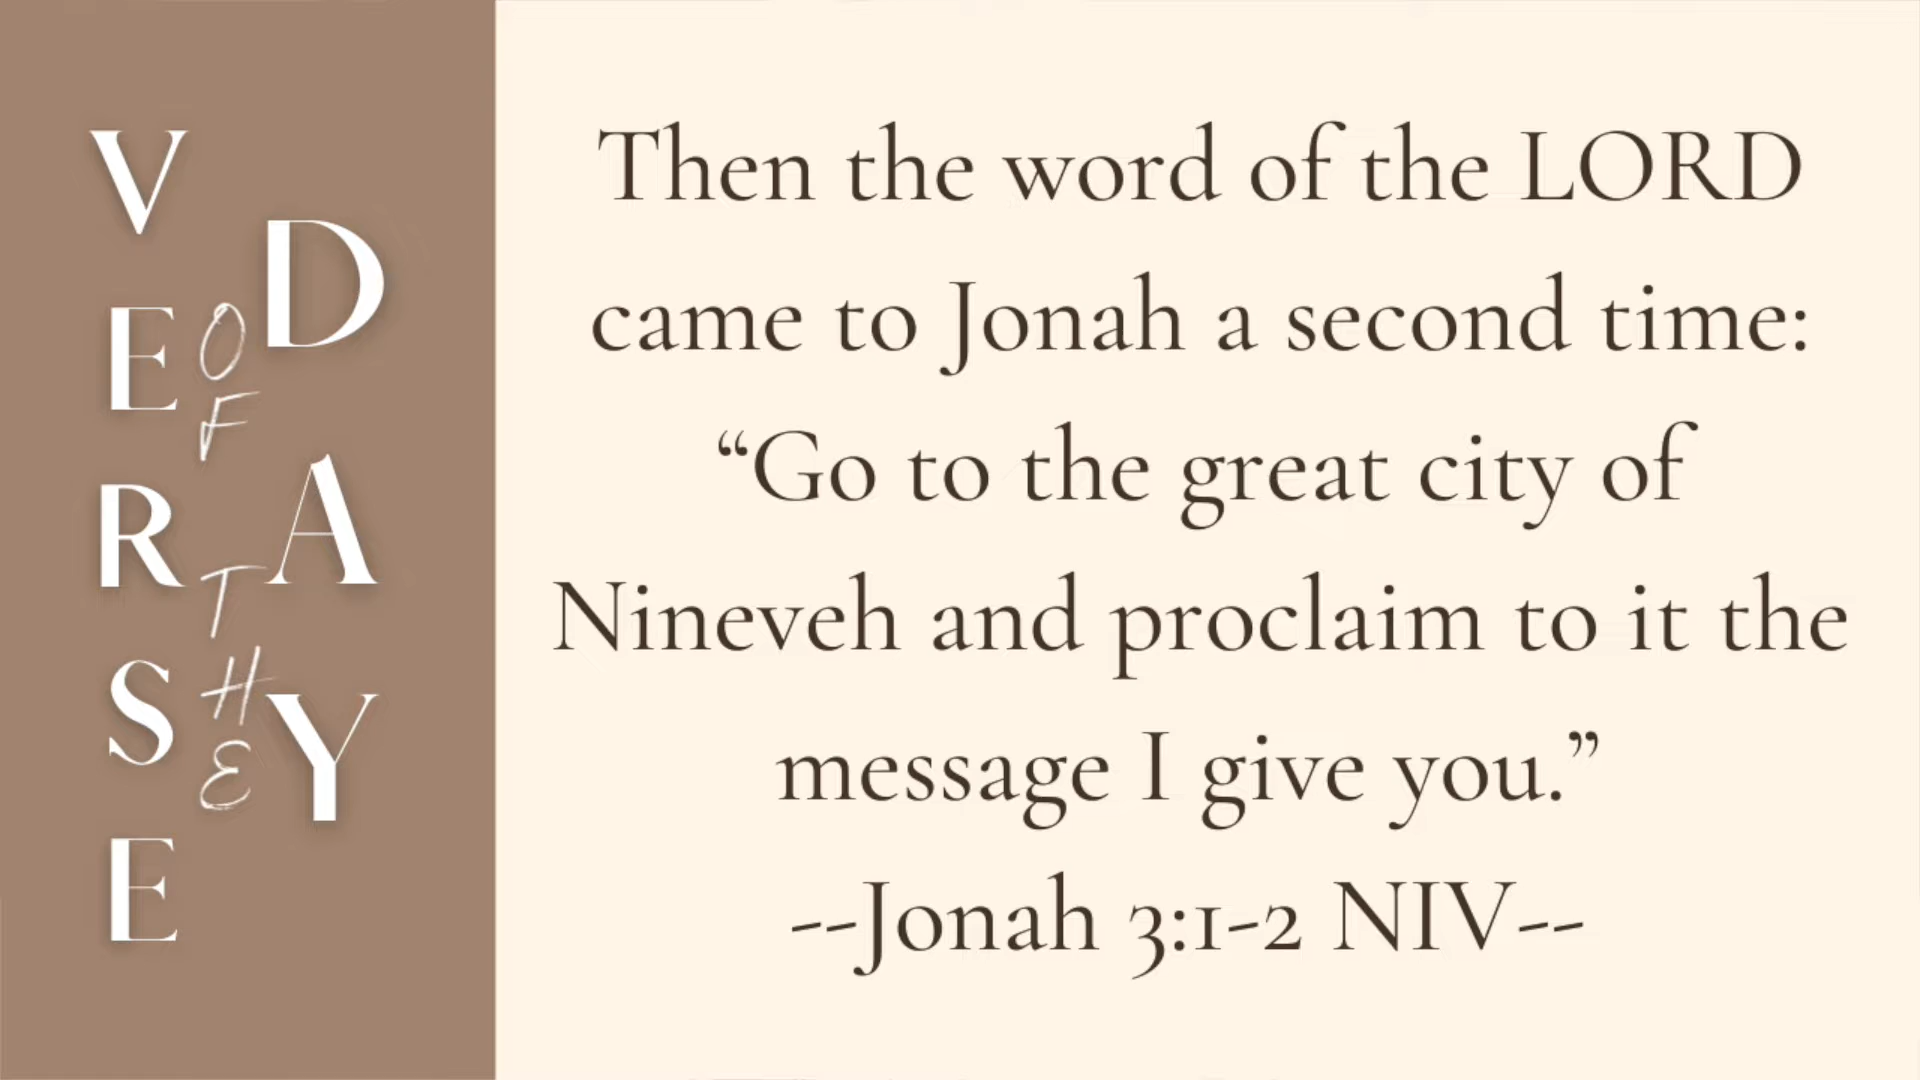 VERSE
OF
THE
DAY
Then the word of the LORD
came to Jonah a second time:
“Go to the great city of
Nineveh and proclaim to it the
message I give you.”
--Jonah 3:1-2 NIV--